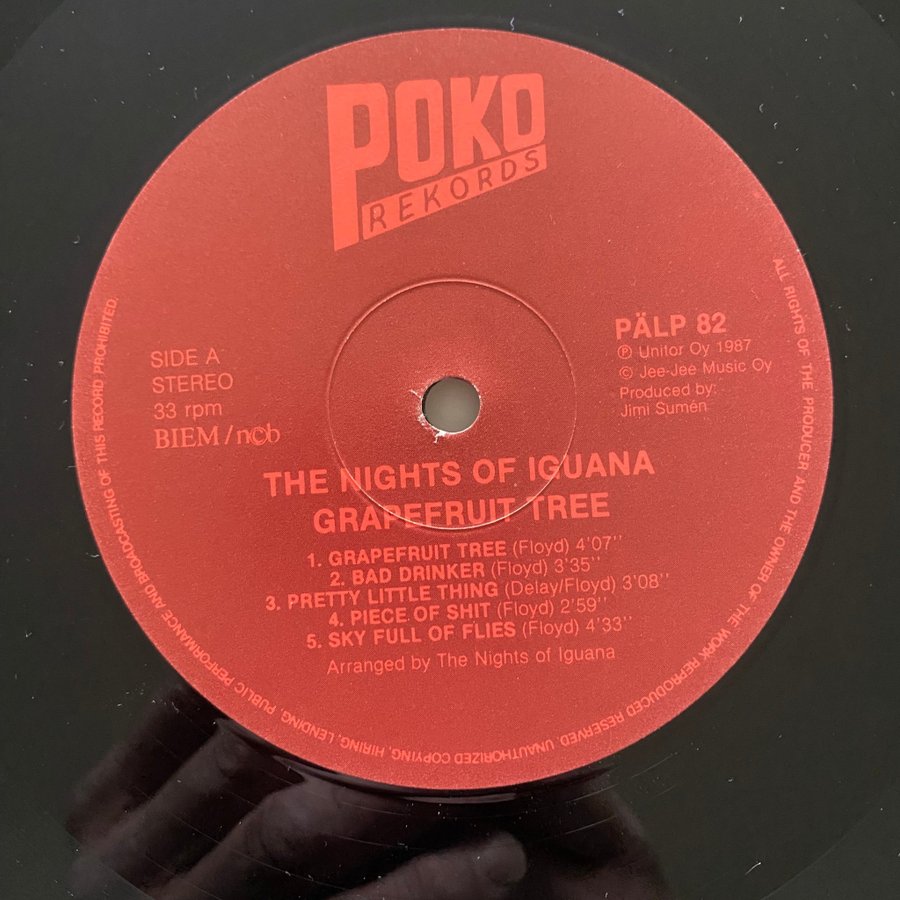 POKO
REKORDS
SIDE A
STEREO
33 rpm
BIEM/n©b
PÄLP 82
℗ Unitor Oy 1987
© Jee-Jee Music Oy
Produced by:
Jimi Sumén
THE NIGHTS OF IGUANA
GRAPEFRUIT TREE
1. GRAPEFRUIT TREE (Floyd) 4'07''
2. BAD DRINKER (Floyd) 3'35''
3. PRETTY LITTLE THING (Delay/Floyd) 3'08''
4. PIECE OF SHIT (Floyd) 2'59''
5. SKY FULL OF FLIES (Floyd) 4'33''
Arranged by The Nights of Iguana
ALL RIGHTS OF THE PRODUCER AND THE OWNER OF THE WORK REPRODUCED RESERVED. UNAUTHORIZED COPYING, HIRING, LENDING, PUBLIC PERFORMANCE AND BROADCASTING OF THIS RECORD PROHIBITED.